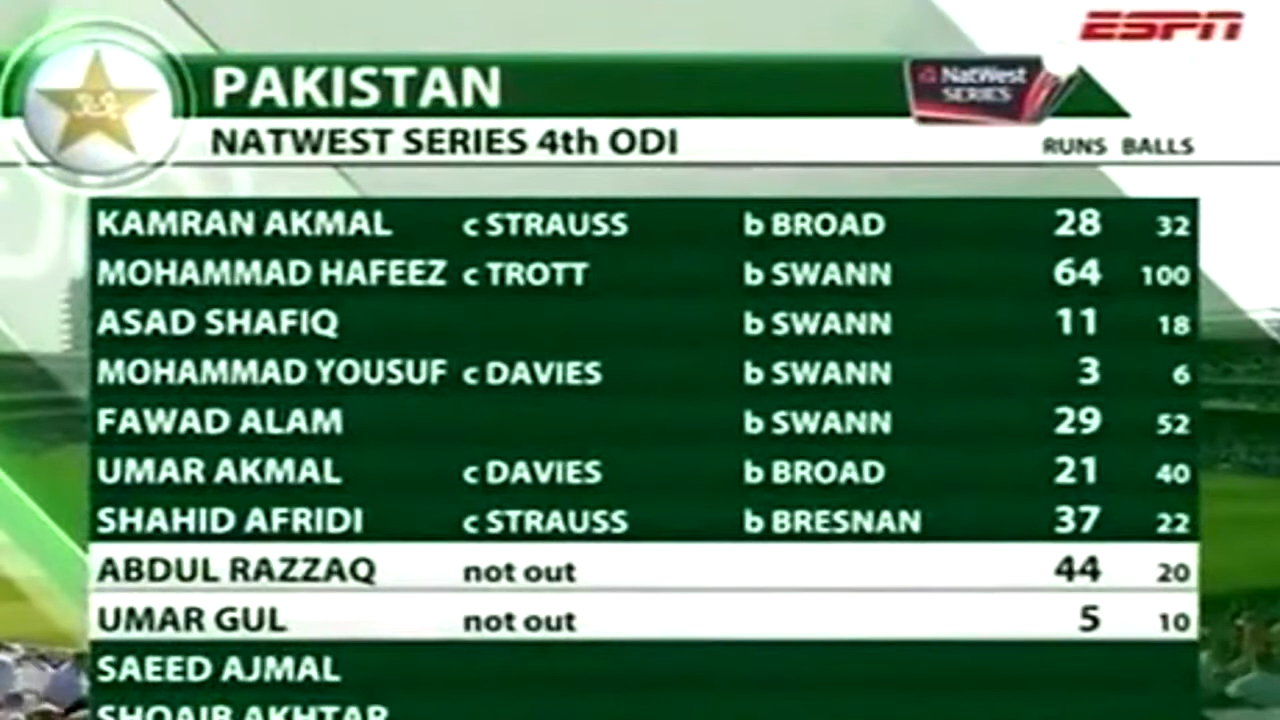 ESPN
PAKISTAN
NatWest
SERIES
NATWEST SERIES 4th ODI
RUNS BALLS
KAMRAN AKMAL c STRAUSS b BROAD 28 32
MOHAMMAD HAFEEZ c TROTT b SWANN 64 100
ASAD SHAFIQ b SWANN 11 18
MOHAMMAD YOUSUF c DAVIES b SWANN 3 6
FAWAD ALAM b SWANN 29 52
UMAR AKMAL c DAVIES b BROAD 21 40
SHAHID AFRIDI c STRAUSS b BRESNAN 37 22
ABDUL RAZZAQ not out 44 20
UMAR GUL not out 5 10
SAEED AJMAL
SHOAIB AKHTAR